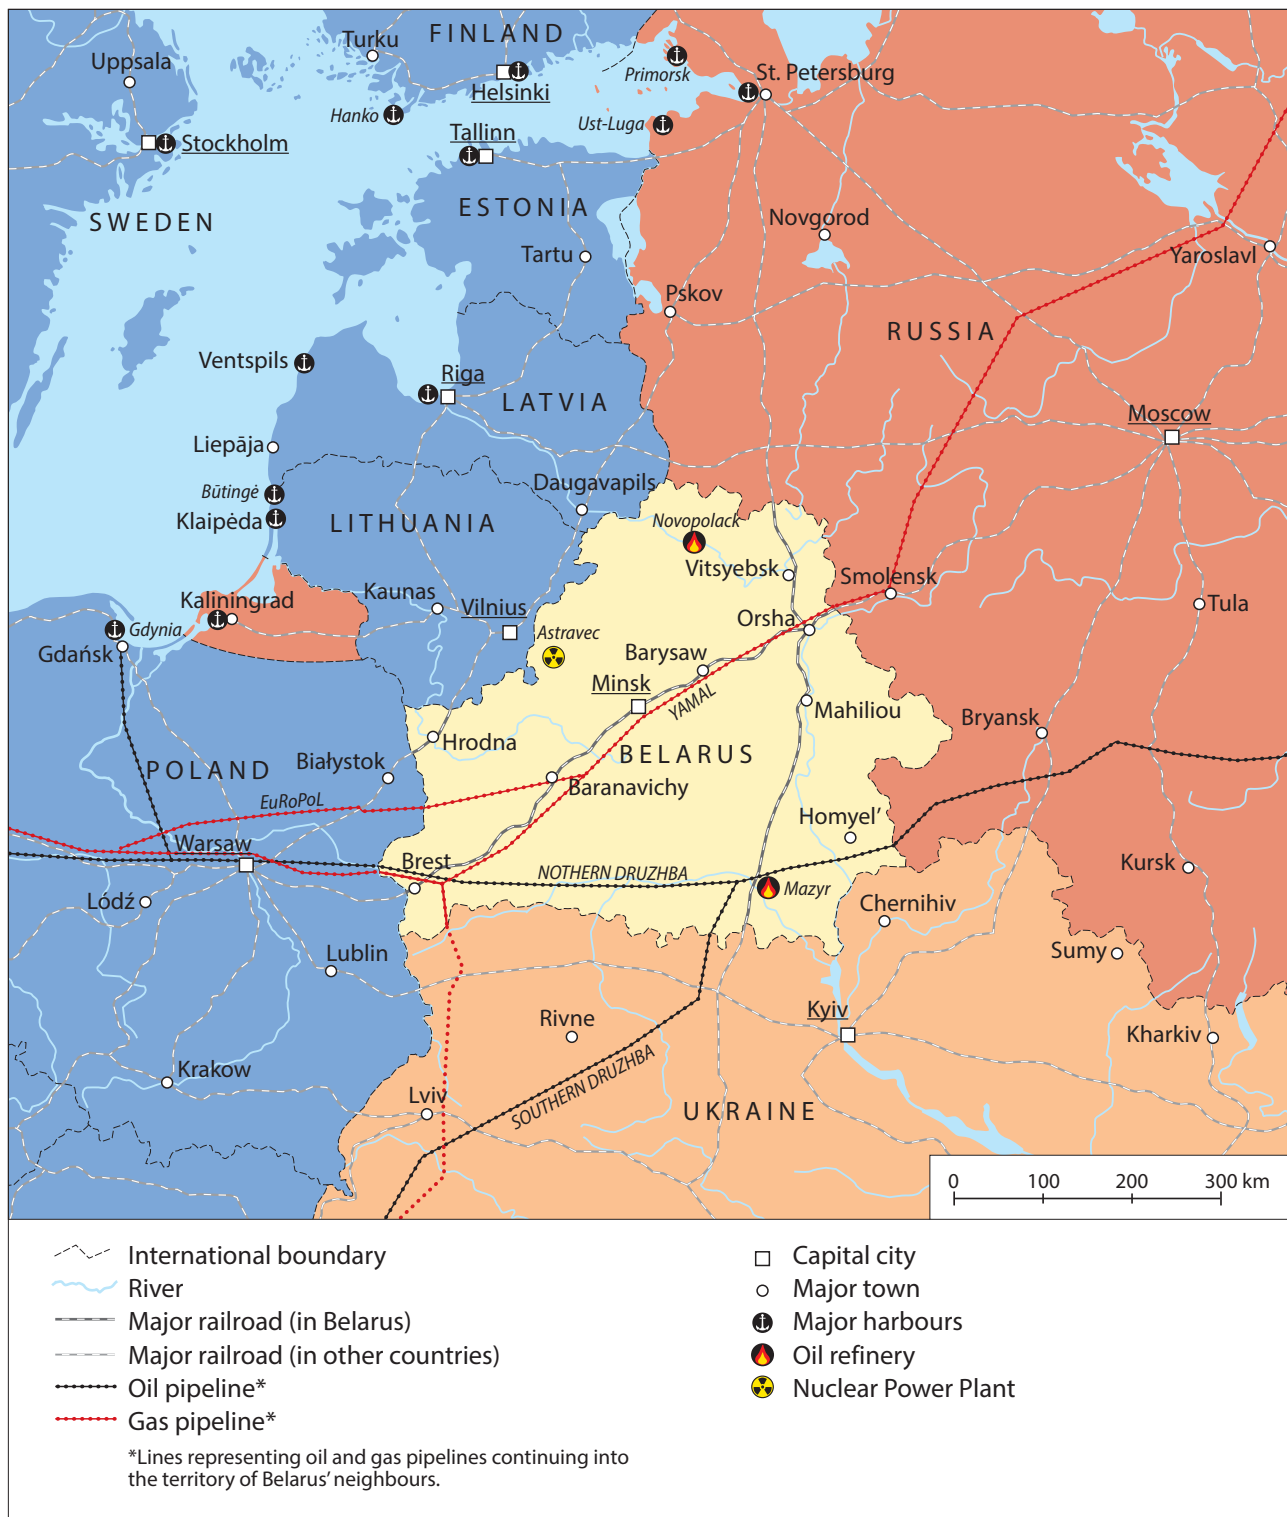 FINLAND
Turku
Uppsala
Primorsk
St. Petersburg
Helsinki
Hanko
Ust-Luga
Tallinn
Stockholm
ESTONIA
SWEDEN
Novgorod
Tartu
Yaroslavl
Pskov
RUSSIA
Ventspils
Riga
LATVIA
Moscow
Liepāja
Daugavapils
Būtingė
Klaipėda
LITHUANIA
Novopolack
Vitsyebsk
Smolensk
Kaunas
Kaliningrad
Vilnius
Tula
Orsha
Gdynia
Astravec
Gdańsk
Barysaw
Minsk
YAMAL
Mahiliou
Bryansk
Hrodna
BELARUS
Białystok
POLAND
Baranavichy
EuRoPoL
Homyel’
Warsaw
Brest
NOTHERN DRUZHBA
Kursk
Mazyr
Łódź
Chernihiv
Lublin
Sumy
Rivne
Kyiv
Kharkiv
Krakow
SOUTHERN DRUZHBA
Lviv
UKRAINE
0 100 200 300 km
International boundary
River
Major railroad (in Belarus)
Major railroad (in other countries)
Oil pipeline*
Gas pipeline*
*Lines representing oil and gas pipelines continuing into
the territory of Belarus’ neighbours.
Capital city
Major town
Major harbours
Oil refinery
Nuclear Power Plant